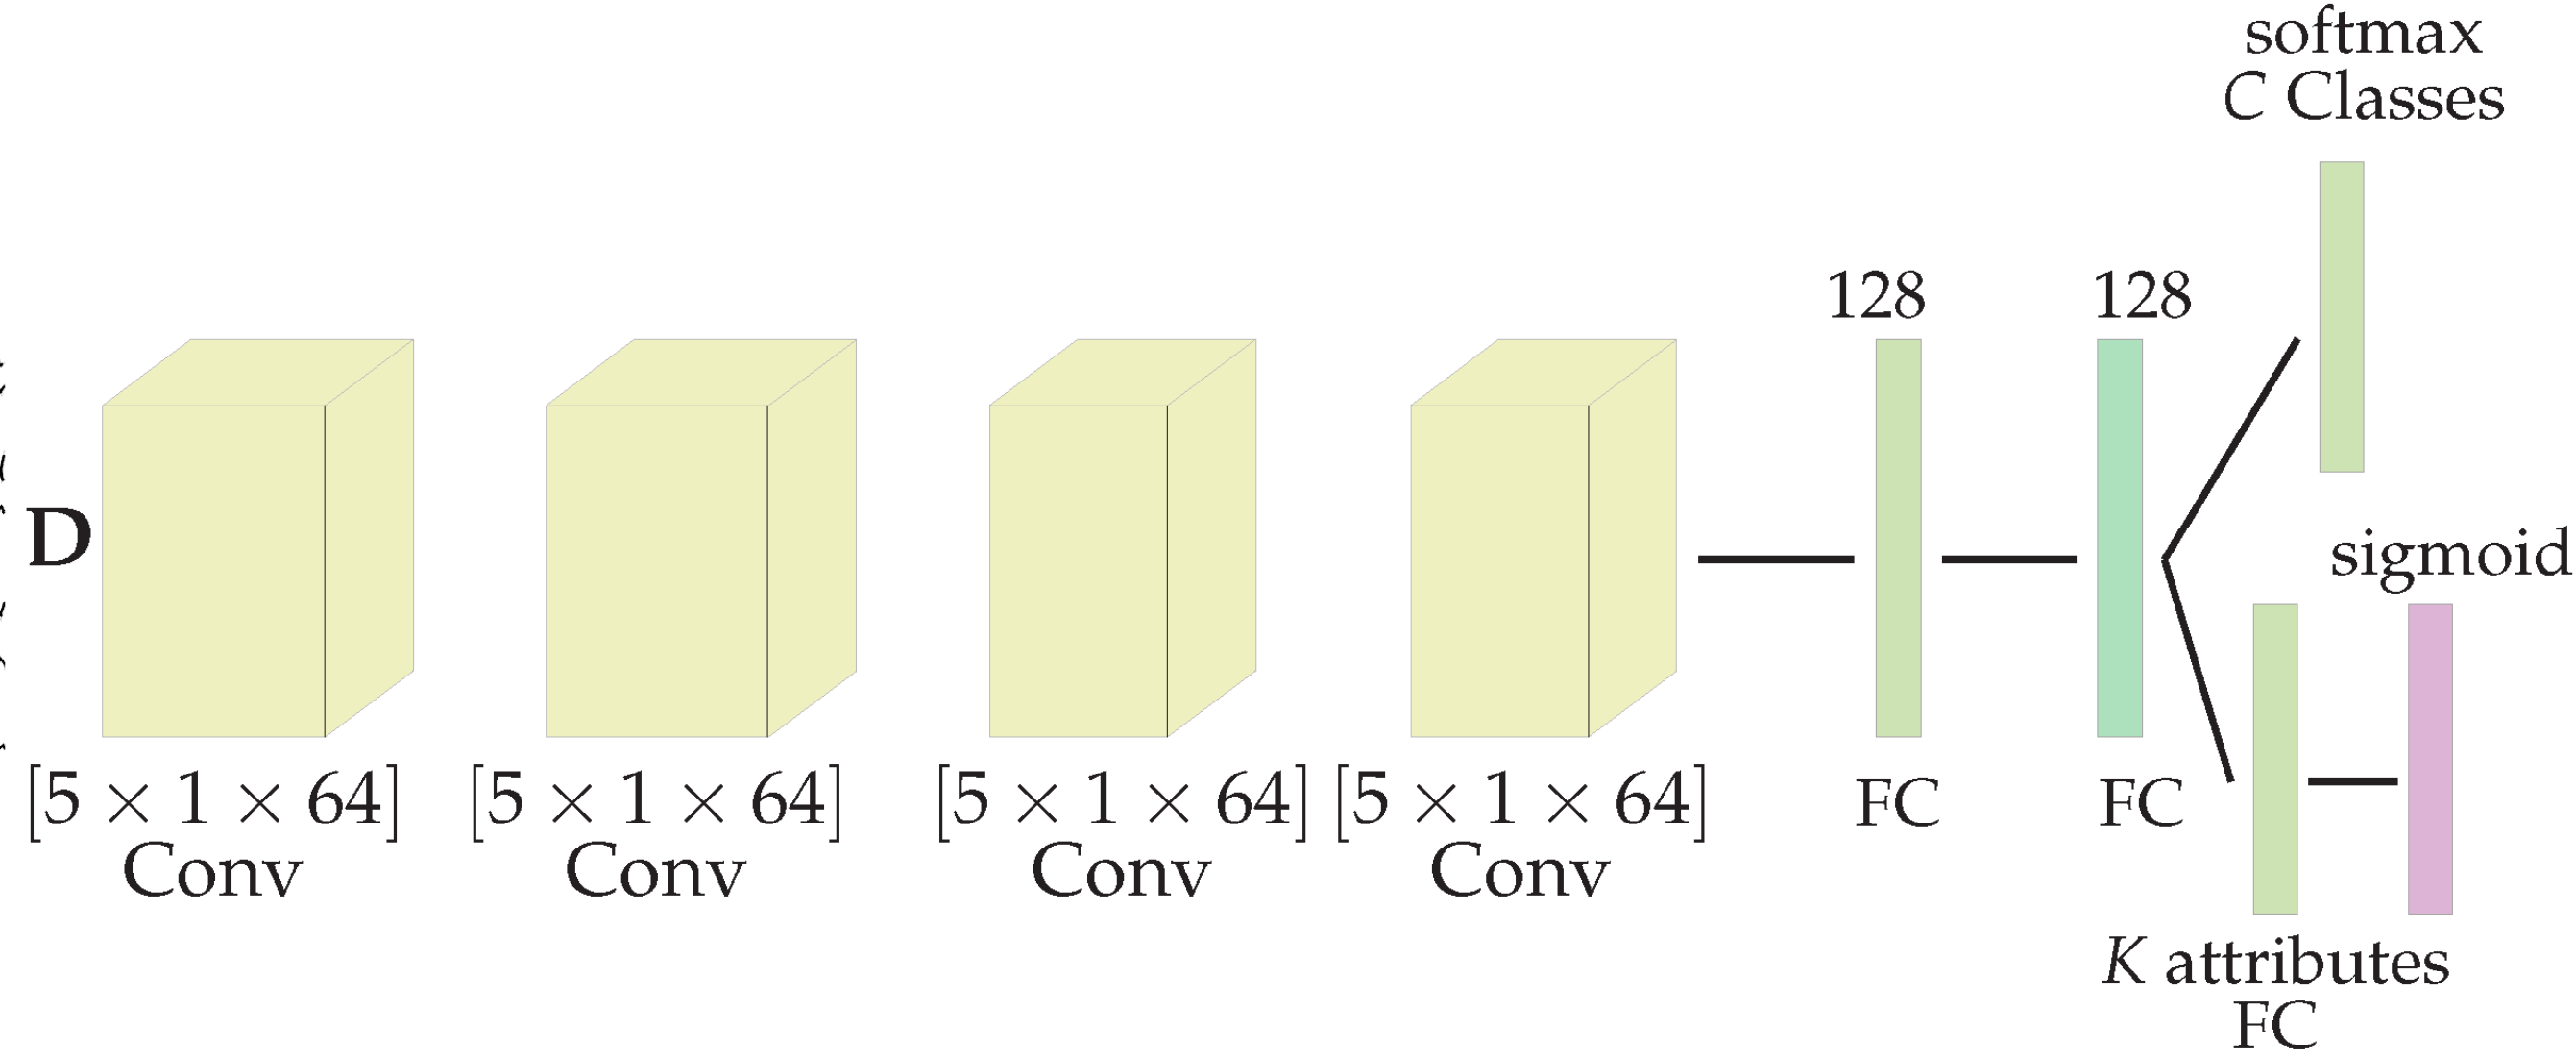 softmax
C Classes
128
128
D
sigmoid
[5 × 1 × 64]
Conv
[5 × 1 × 64]
Conv
[5 × 1 × 64]
Conv
[5 × 1 × 64]
Conv
FC
FC
K attributes
FC